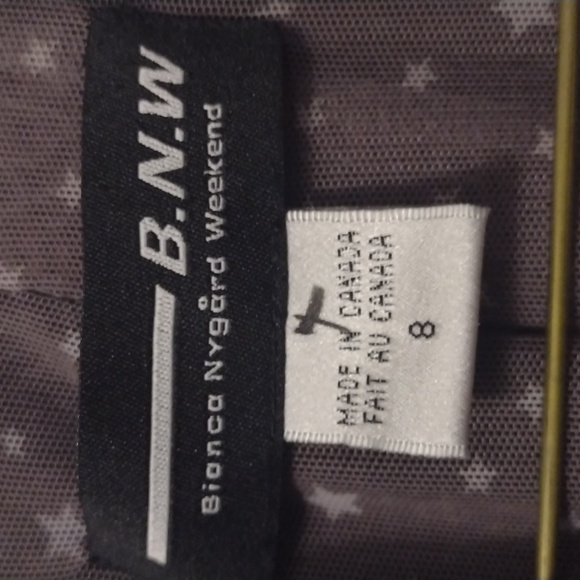 B.N.W
Bianca Nygård Weekend
MADE IN CANADA
FAIT AU CANADA
8